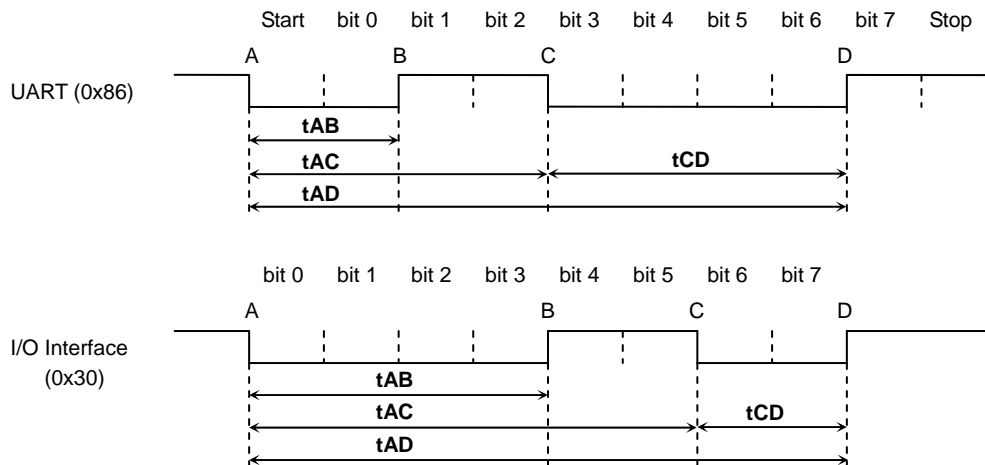 Start bit 0 bit 1 bit 2 bit 3 bit 4 bit 5 bit 6 bit 7 Stop
A B C D
UART (0x86)
tAB
tAC tCD
tAD
bit 0 bit 1 bit 2 bit 3 bit 4 bit 5 bit 6 bit 7
A B C D
I/O Interface
(0x30)
tAB
tAC tCD
tAD